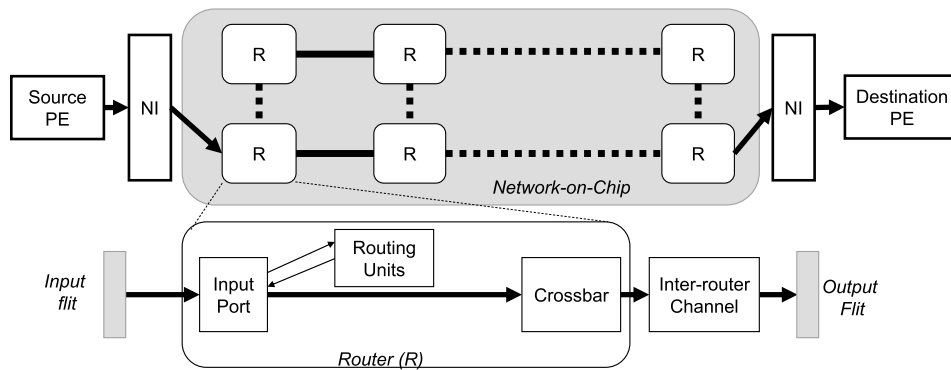 R R R
Source
PE
NI
NI
Destination
PE
R R R
Network-on-Chip
Input
flit
Input
Port
Routing
Units
Crossbar
Inter-router
Channel
Output
Flit
Router (R)